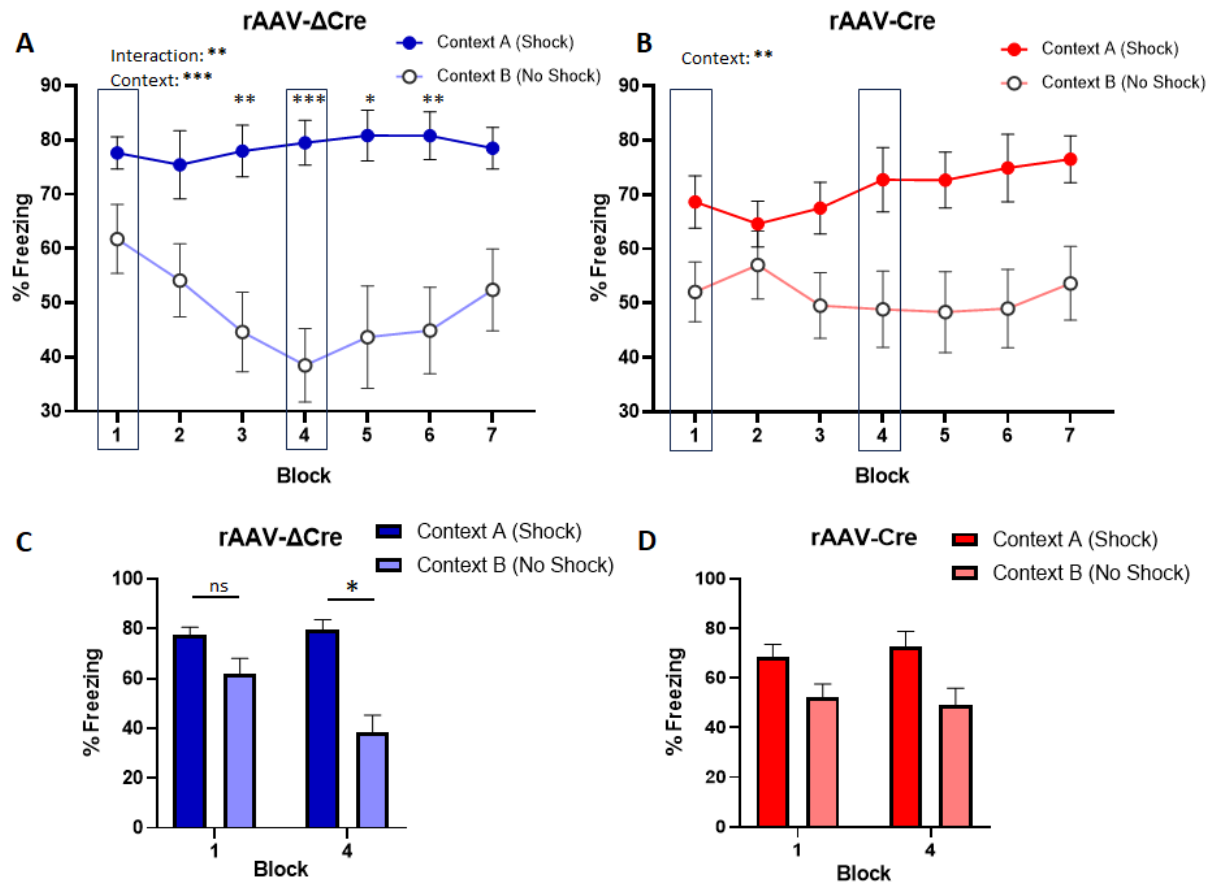 A
rAAV-ΔCre
Interaction: **
Context: ***
Context A (Shock)
Context B (No Shock)
** *** * **
90
80
70
60
50
40
30
% Freezing
1 2 3 4 5 6 7
Block
B
rAAV-Cre
Context: **
Context A (Shock)
Context B (No Shock)
90
80
70
60
50
40
30
% Freezing
1 2 3 4 5 6 7
Block
C
rAAV-ΔCre
Context A (Shock)
Context B (No Shock)
ns *
100
80
60
40
20
0
% Freezing
1 4
Block
D
rAAV-Cre
Context A (Shock)
Context B (No Shock)
100
80
60
40
20
0
% Freezing
1 4
Block